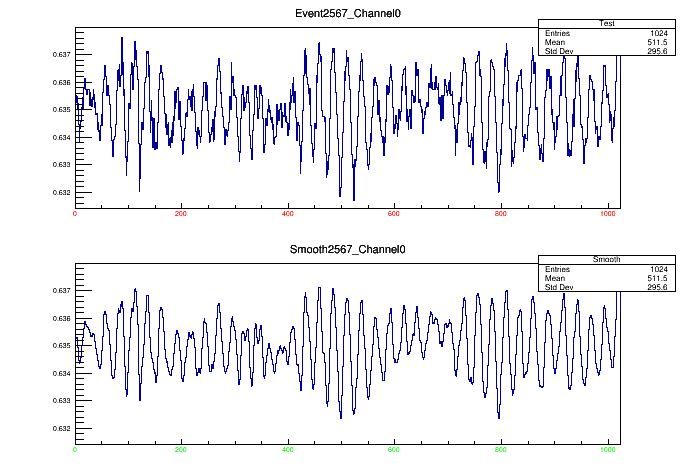 Event2567_Channel0
Test
Entries 1024
Mean 511.5
Std Dev 295.6
0.637
0.636
0.635
0.634
0.633
0.632
0 200 400 600 800 1000
Smooth2567_Channel0
Smooth
Entries 1024
Mean 511.5
Std Dev 295.6
0.637
0.636
0.635
0.634
0.633
0.632
0 200 400 600 800 1000